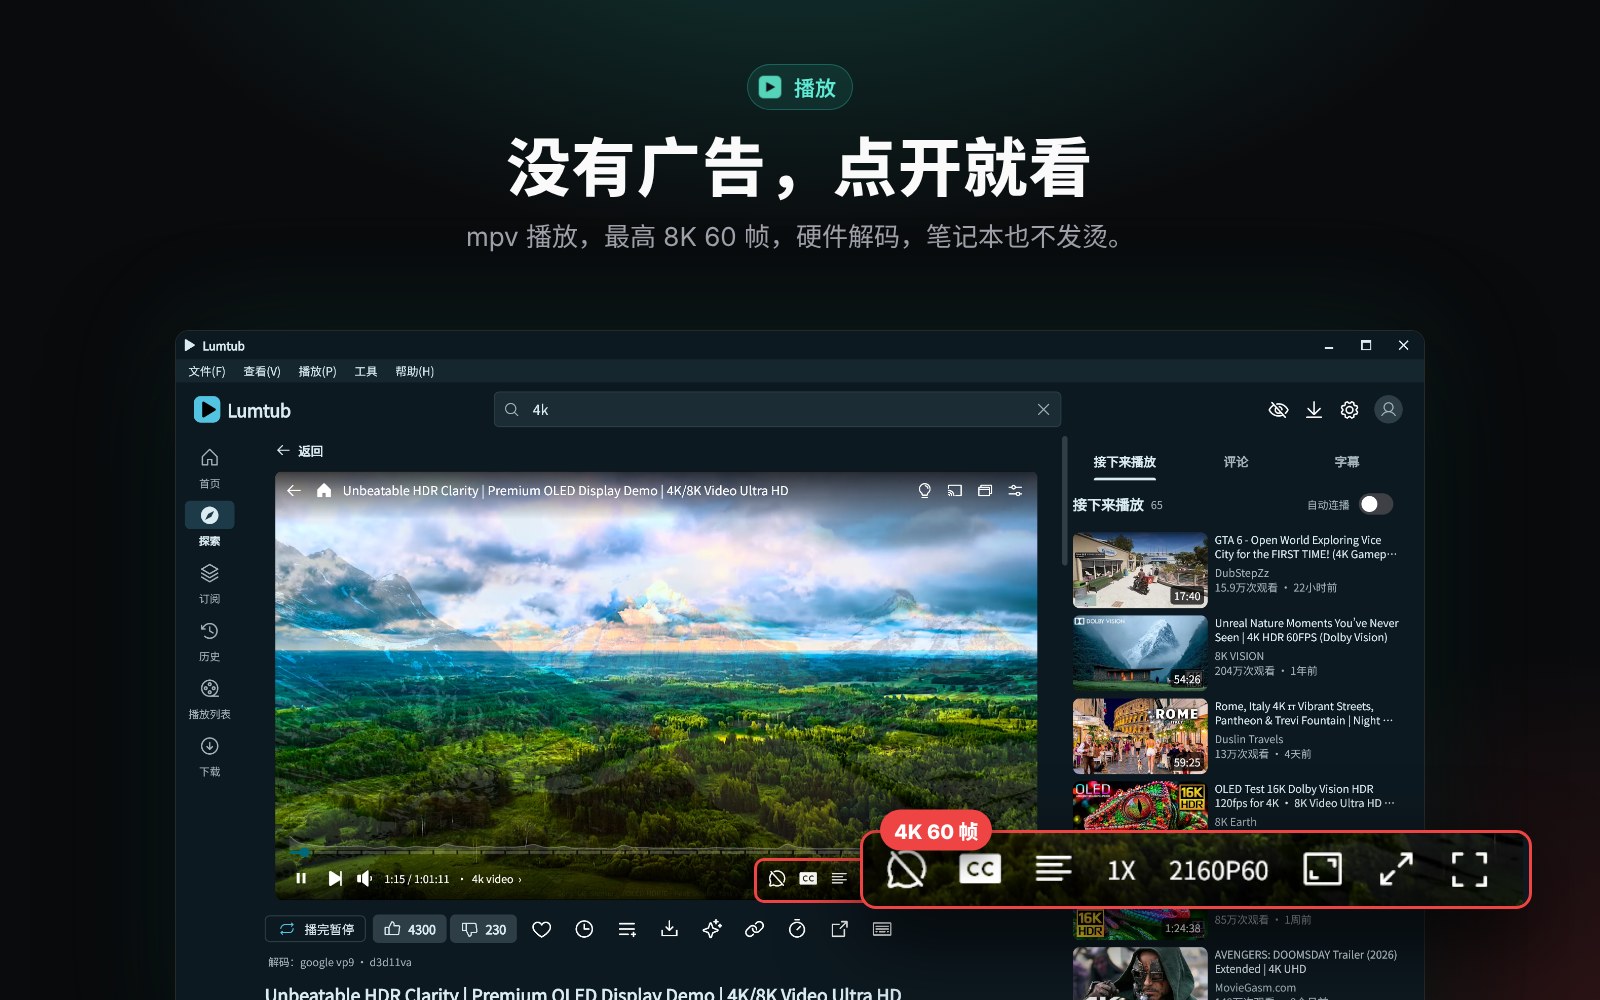 播放
没有广告，点开就看
mpv 播放，最高 8K 60 帧，硬件解码，笔记本也不发烫。
Lumtub
文件(F) 查看(V) 播放(P) 工具 帮助(H)
Lumtub
4k
首页
探索
订阅
历史
播放列表
下载
返回
Unbeatable HDR Clarity | Premium OLED Display Demo | 4K/8K Video Ultra HD
1:15 / 1:01:11 · 4k video ›
CC
4K 60 帧
CC 1X 2160P60
播完暂停 4300 230
解码：google vp9 · d3d11va
Unbeatable HDR Clarity | Premium OLED Display Demo | 4K/8K Video Ultra HD
接下来播放 评论 字幕
接下来播放 65 自动连播
17:40
GTA 6 - Open World Exploring Vice
City for the FIRST TIME! (4K Gamep···
DubStepZz
15.9万次观看 · 22小时前
DOLBY VISION
54:26
Unreal Nature Moments You've Never
Seen | 4K HDR 60FPS (Dolby Vision)
8K VISION
204万次观看 · 1年前
ROME
59:25
Rome, Italy 4K ıт Vibrant Streets,
Pantheon & Trevi Fountain | Night ···
Duslin Travels
13万次观看 · 4天前
OLED
16K
HDR
OLED Test 16K Dolby Vision HDR
120fps for 4K · 8K Video Ultra HD ···
8K Earth
16K
HDR
1:24:38
85万次观看 · 1周前
AVENGERS: DOOMSDAY Trailer (2026)
Extended | 4K UHD
MovieGasm.com